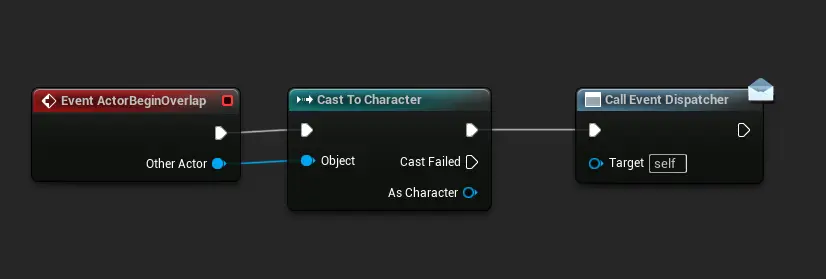 Event ActorBeginOverlap
Other Actor
Cast To Character
Object
Cast Failed
As Character
Call Event Dispatcher
Target self